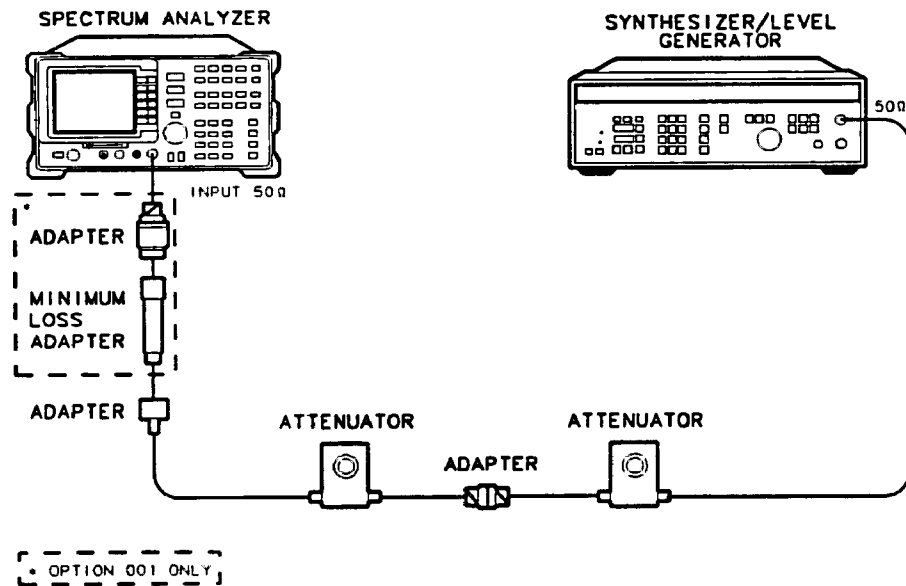 SPECTRUM ANALYZER
SYNTHESIZER/LEVEL
GENERATOR
50Ω
INPUT 50Ω
*
ADAPTER
MINIMUM
LOSS
ADAPTER
ADAPTER
ATTENUATOR
ADAPTER
ATTENUATOR
* OPTION 001 ONLY